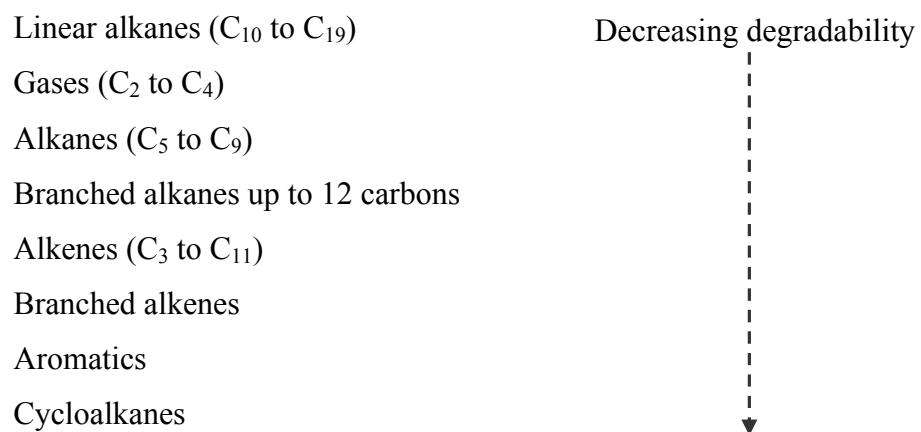 Linear alkanes (C₁₀ to C₁₉)
Decreasing degradability
Gases (C₂ to C₄)
Alkanes (C₅ to C₉)
Branched alkanes up to 12 carbons
Alkenes (C₃ to C₁₁)
Branched alkenes
Aromatics
Cycloalkanes